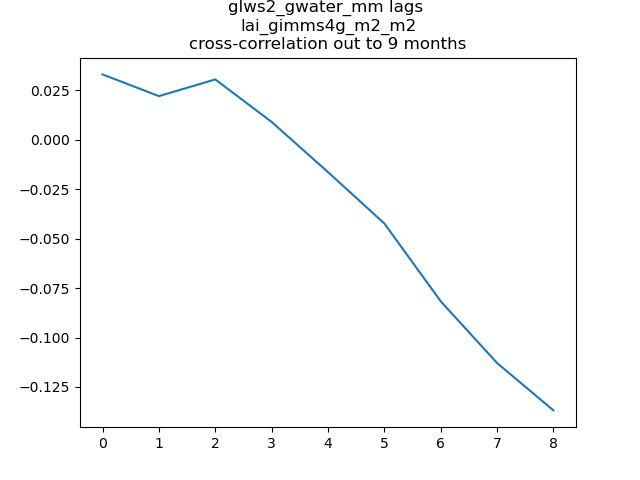 glws2_gwater_mm lags
lai_gimms4g_m2_m2
cross-correlation out to 9 months
0.025
0.000
−0.025
−0.050
−0.075
−0.100
−0.125
0 1 2 3 4 5 6 7 8